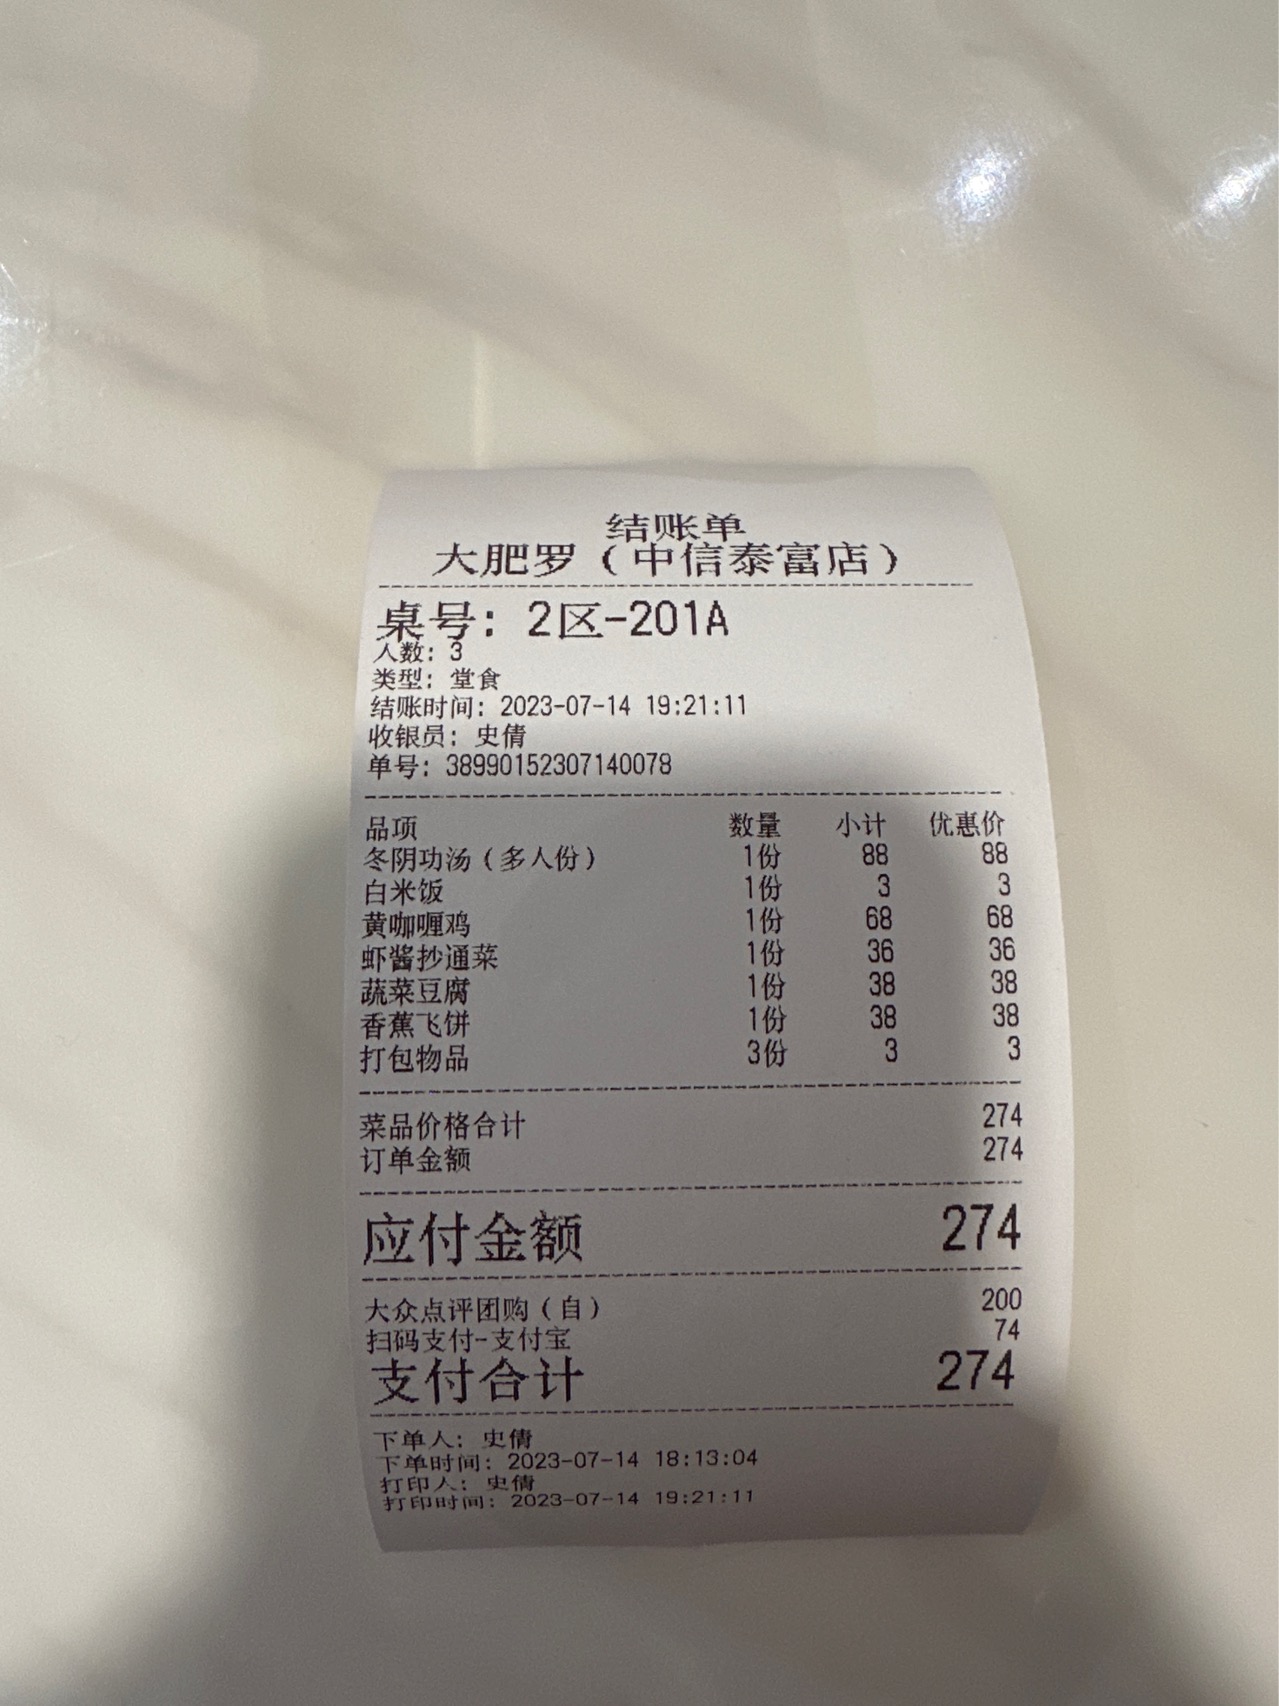 结账单
大肥罗（中信泰富店）
桌号：2区-201A
人数：3
类型：堂食
结账时间：2023-07-14 19:21:11
收银员：史倩
单号：38990152307140078
品项 数量 小计 优惠价
冬阴功汤（多人份） 1份 88 88
白米饭 1份 3 3
黄咖喱鸡 1份 68 68
虾酱抄通菜 1份 36 36
蔬菜豆腐 1份 38 38
香蕉飞饼 1份 38 38
打包物品 3份 3 3
菜品价格合计 274
订单金额 274
应付金额 274
大众点评团购（自） 200
扫码支付-支付宝 74
支付合计 274
下单人：史倩
下单时间：2023-07-14 18:13:04
打印人：史倩
打印时间：2023-07-14 19:21:11